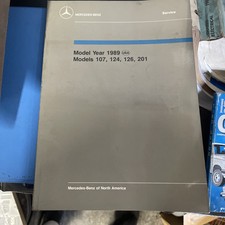 Mercedes-Benz
Service
Model Year 1989 USA
Models 107, 124, 126, 201
Mercedes-Benz of North America